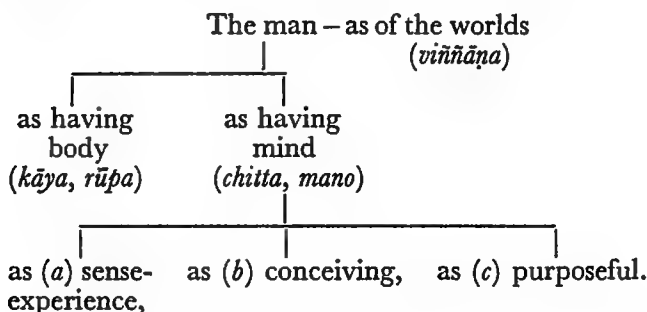 The man – as of the worlds
(viññāṇa)
as having as having
body mind
(kāya, rūpa) (chitta, mano)
as (a) sense- as (b) conceiving, as (c) purposeful.
experience,